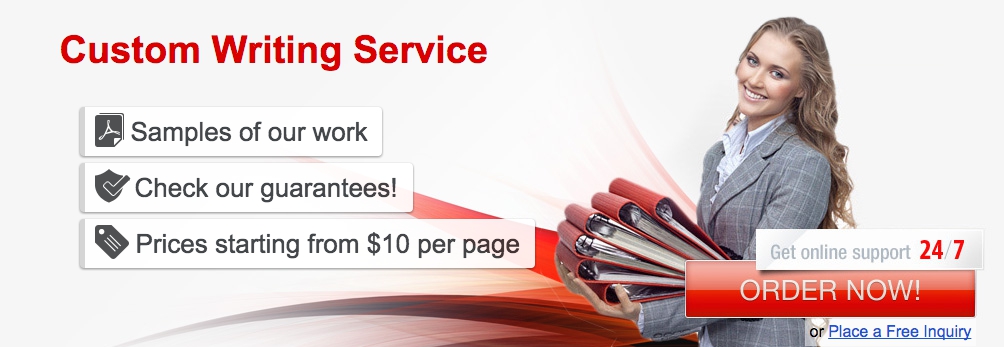 Custom Writing Service
Samples of our work
Check our guarantees!
Prices starting from $10 per page
Get online support 24/7
ORDER NOW!
or Place a Free Inquiry